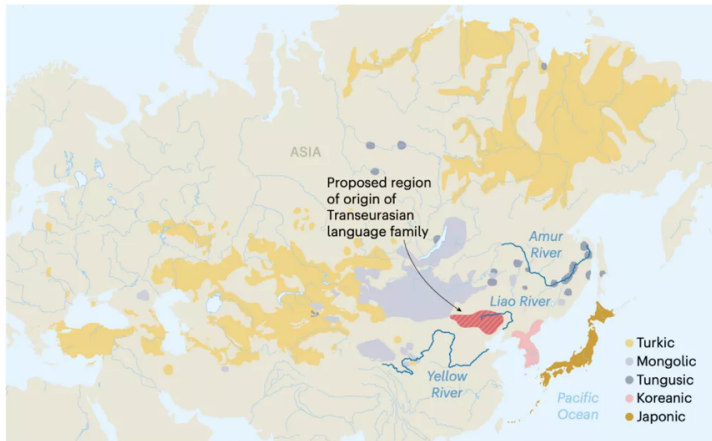 ASIA
Proposed region
of origin of
Transeurasian
language family
Amur
River
Liao River
Yellow
River
Pacific
Ocean
Turkic
Mongolic
Tungusic
Koreanic
Japonic